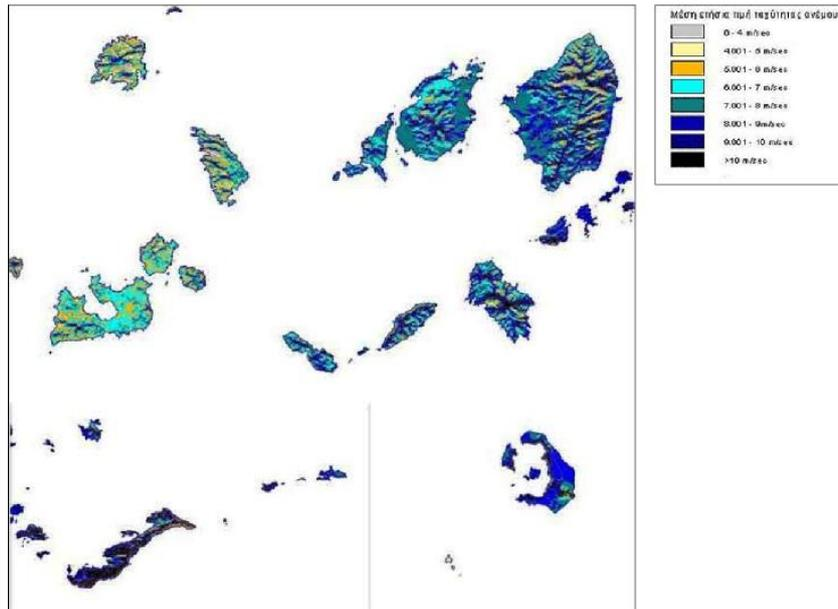 Μέση ετήσια τιμή ταχύτητας ανέμου
0 - 4 m/sec
4.001 - 5 m/sec
5.001 - 6 m/sec
6.001 - 7 m/sec
7.001 - 8 m/sec
8.001 - 9m/sec
9.001 - 10 m/sec
>10 m/sec